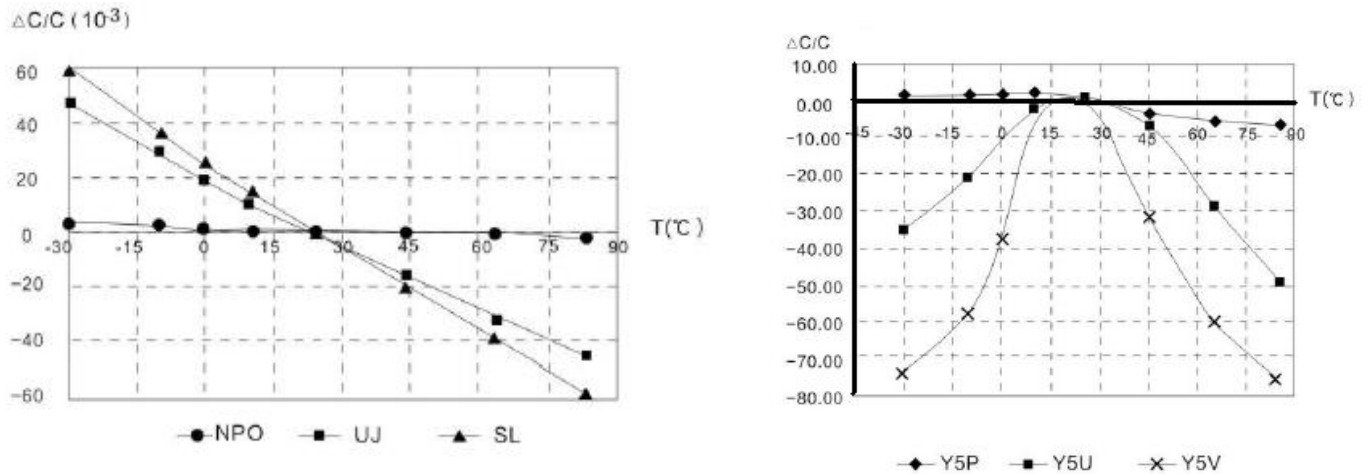 △C/C (10-3)
60
40
20
0
-20
-40
-60
-30 -15 0 15 30 45 60 75 90
T(℃)
NPO UJ SL
△C/C
10.00
0.00
-10.00
-20.00
-30.00
-40.00
-50.00
-60.00
-70.00
-80.00
-45 -30 -15 0 15 30 45 60 75 90
T(℃)
Y5P Y5U Y5V